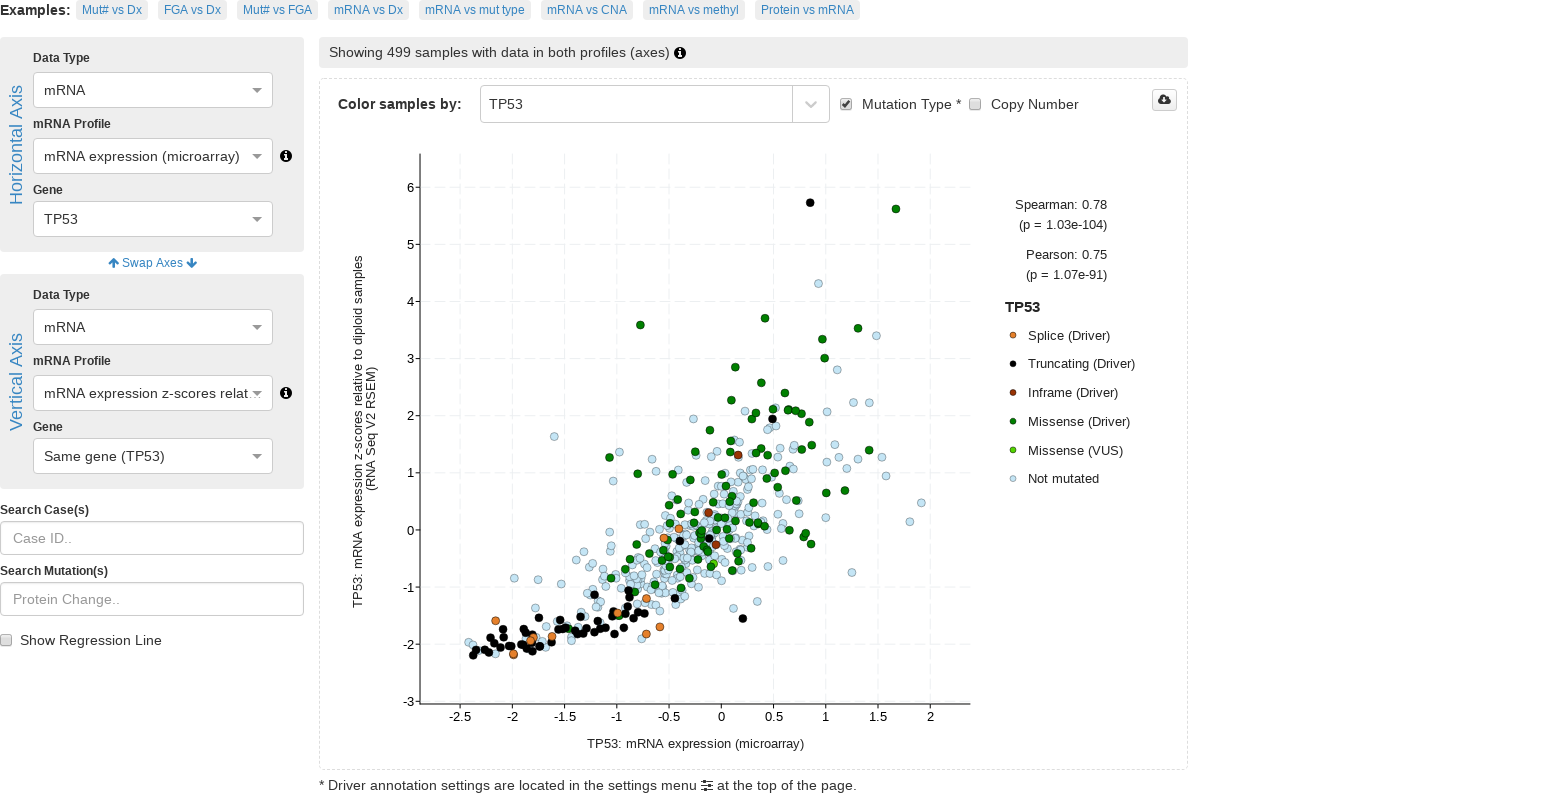 Examples: Mut# vs Dx FGA vs Dx Mut# vs FGA mRNA vs Dx mRNA vs mut type mRNA vs CNA mRNA vs methyl Protein vs mRNA
Horizontal Axis
Data Type
mRNA
mRNA Profile
mRNA expression (microarray)
Gene
TP53
Swap Axes
Vertical Axis
Data Type
mRNA
mRNA Profile
mRNA expression z-scores relat...
Gene
Same gene (TP53)
Search Case(s)
Case ID..
Search Mutation(s)
Protein Change..
Show Regression Line
Showing 499 samples with data in both profiles (axes)
Color samples by: TP53 Mutation Type * Copy Number
TP53: mRNA expression z-scores relative to diploid samples
(RNA Seq V2 RSEM)
6
5
4
3
2
1
0
-1
-2
-3
-2.5 -2 -1.5 -1 -0.5 0 0.5 1 1.5 2
TP53: mRNA expression (microarray)
Spearman: 0.78
(p = 1.03e-104)
Pearson: 0.75
(p = 1.07e-91)
TP53
Splice (Driver)
Truncating (Driver)
Inframe (Driver)
Missense (Driver)
Missense (VUS)
Not mutated
* Driver annotation settings are located in the settings menu at the top of the page.